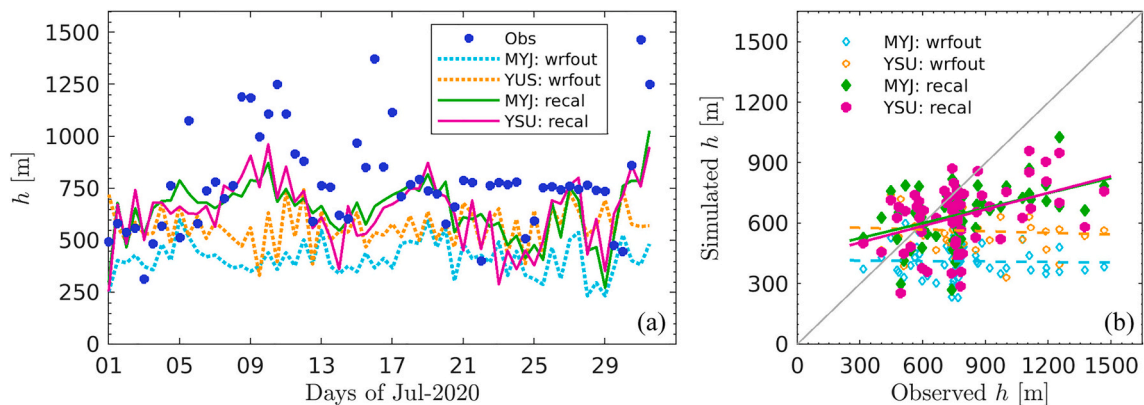 1500
1250
1000
750
500
250
0
h [m]
Obs
MYJ: wrfout
YUS: wrfout
MYJ: recal
YSU: recal
(a)
01 05 09 13 17 21 25 29
Days of Jul-2020
1500
1200
900
600
300
0
Simulated h [m]
MYJ: wrfout
YSU: wrfout
MYJ: recal
YSU: recal
(b)
0 300 600 900 1200 1500
Observed h [m]